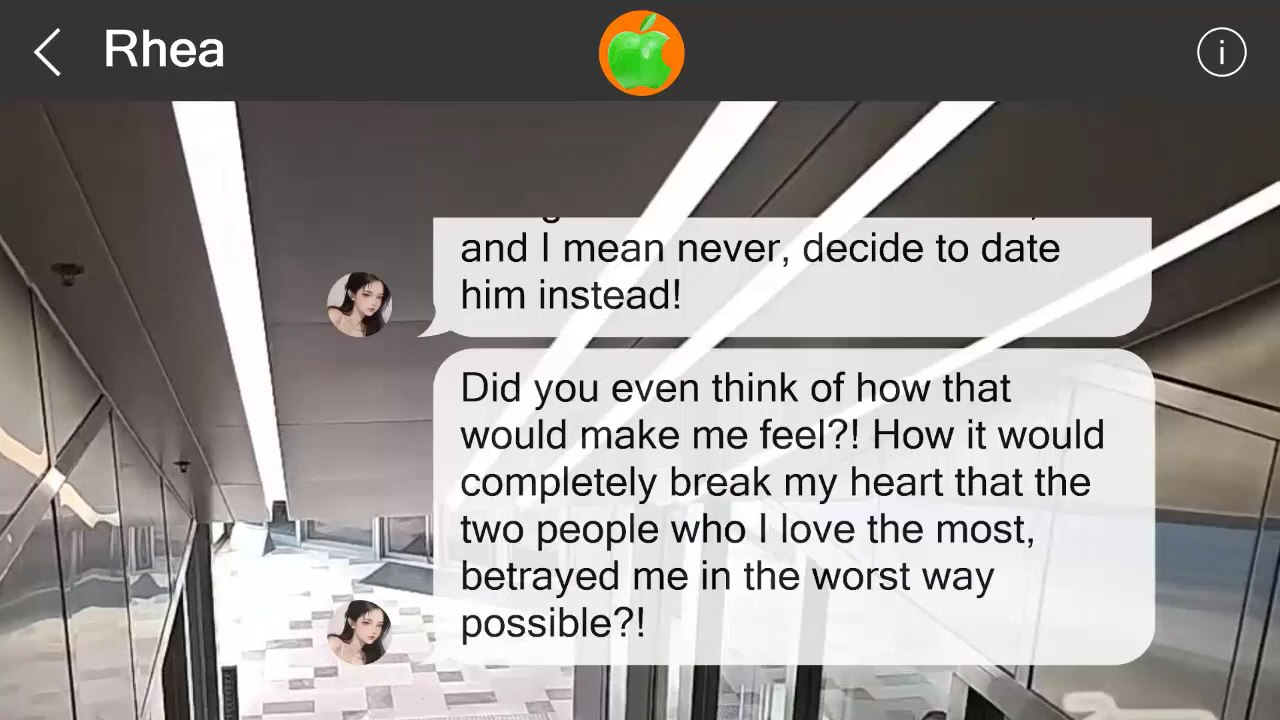 Rhea
i
and I mean never, decide to date
him instead!
Did you even think of how that
would make me feel?! How it would
completely break my heart that the
two people who I love the most,
betrayed me in the worst way
possible?!